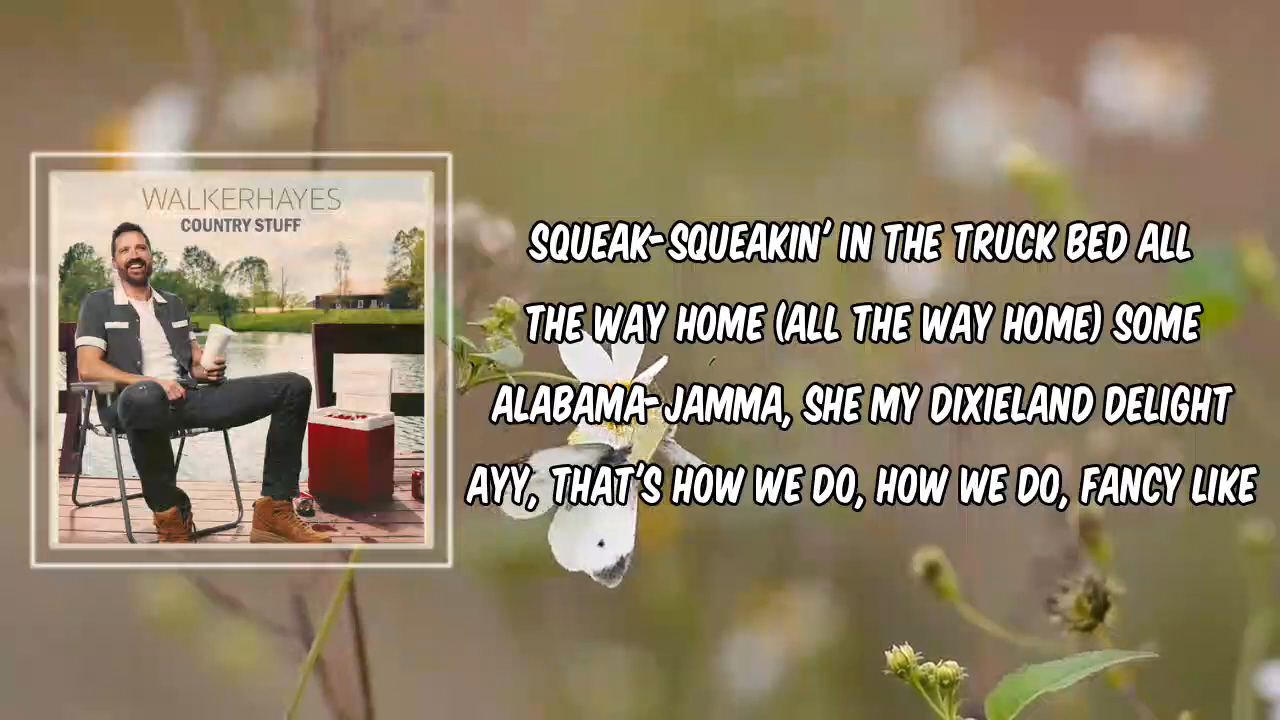 WALKERHAYES
COUNTRY STUFF
SQUEAK-SQUEAKIN' IN THE TRUCK BED ALL
THE WAY HOME (ALL THE WAY HOME) SOME
ALABAMA-JAMMA, SHE MY DIXIELAND DELIGHT
AYY, THAT'S HOW WE DO, HOW WE DO, FANCY LIKE